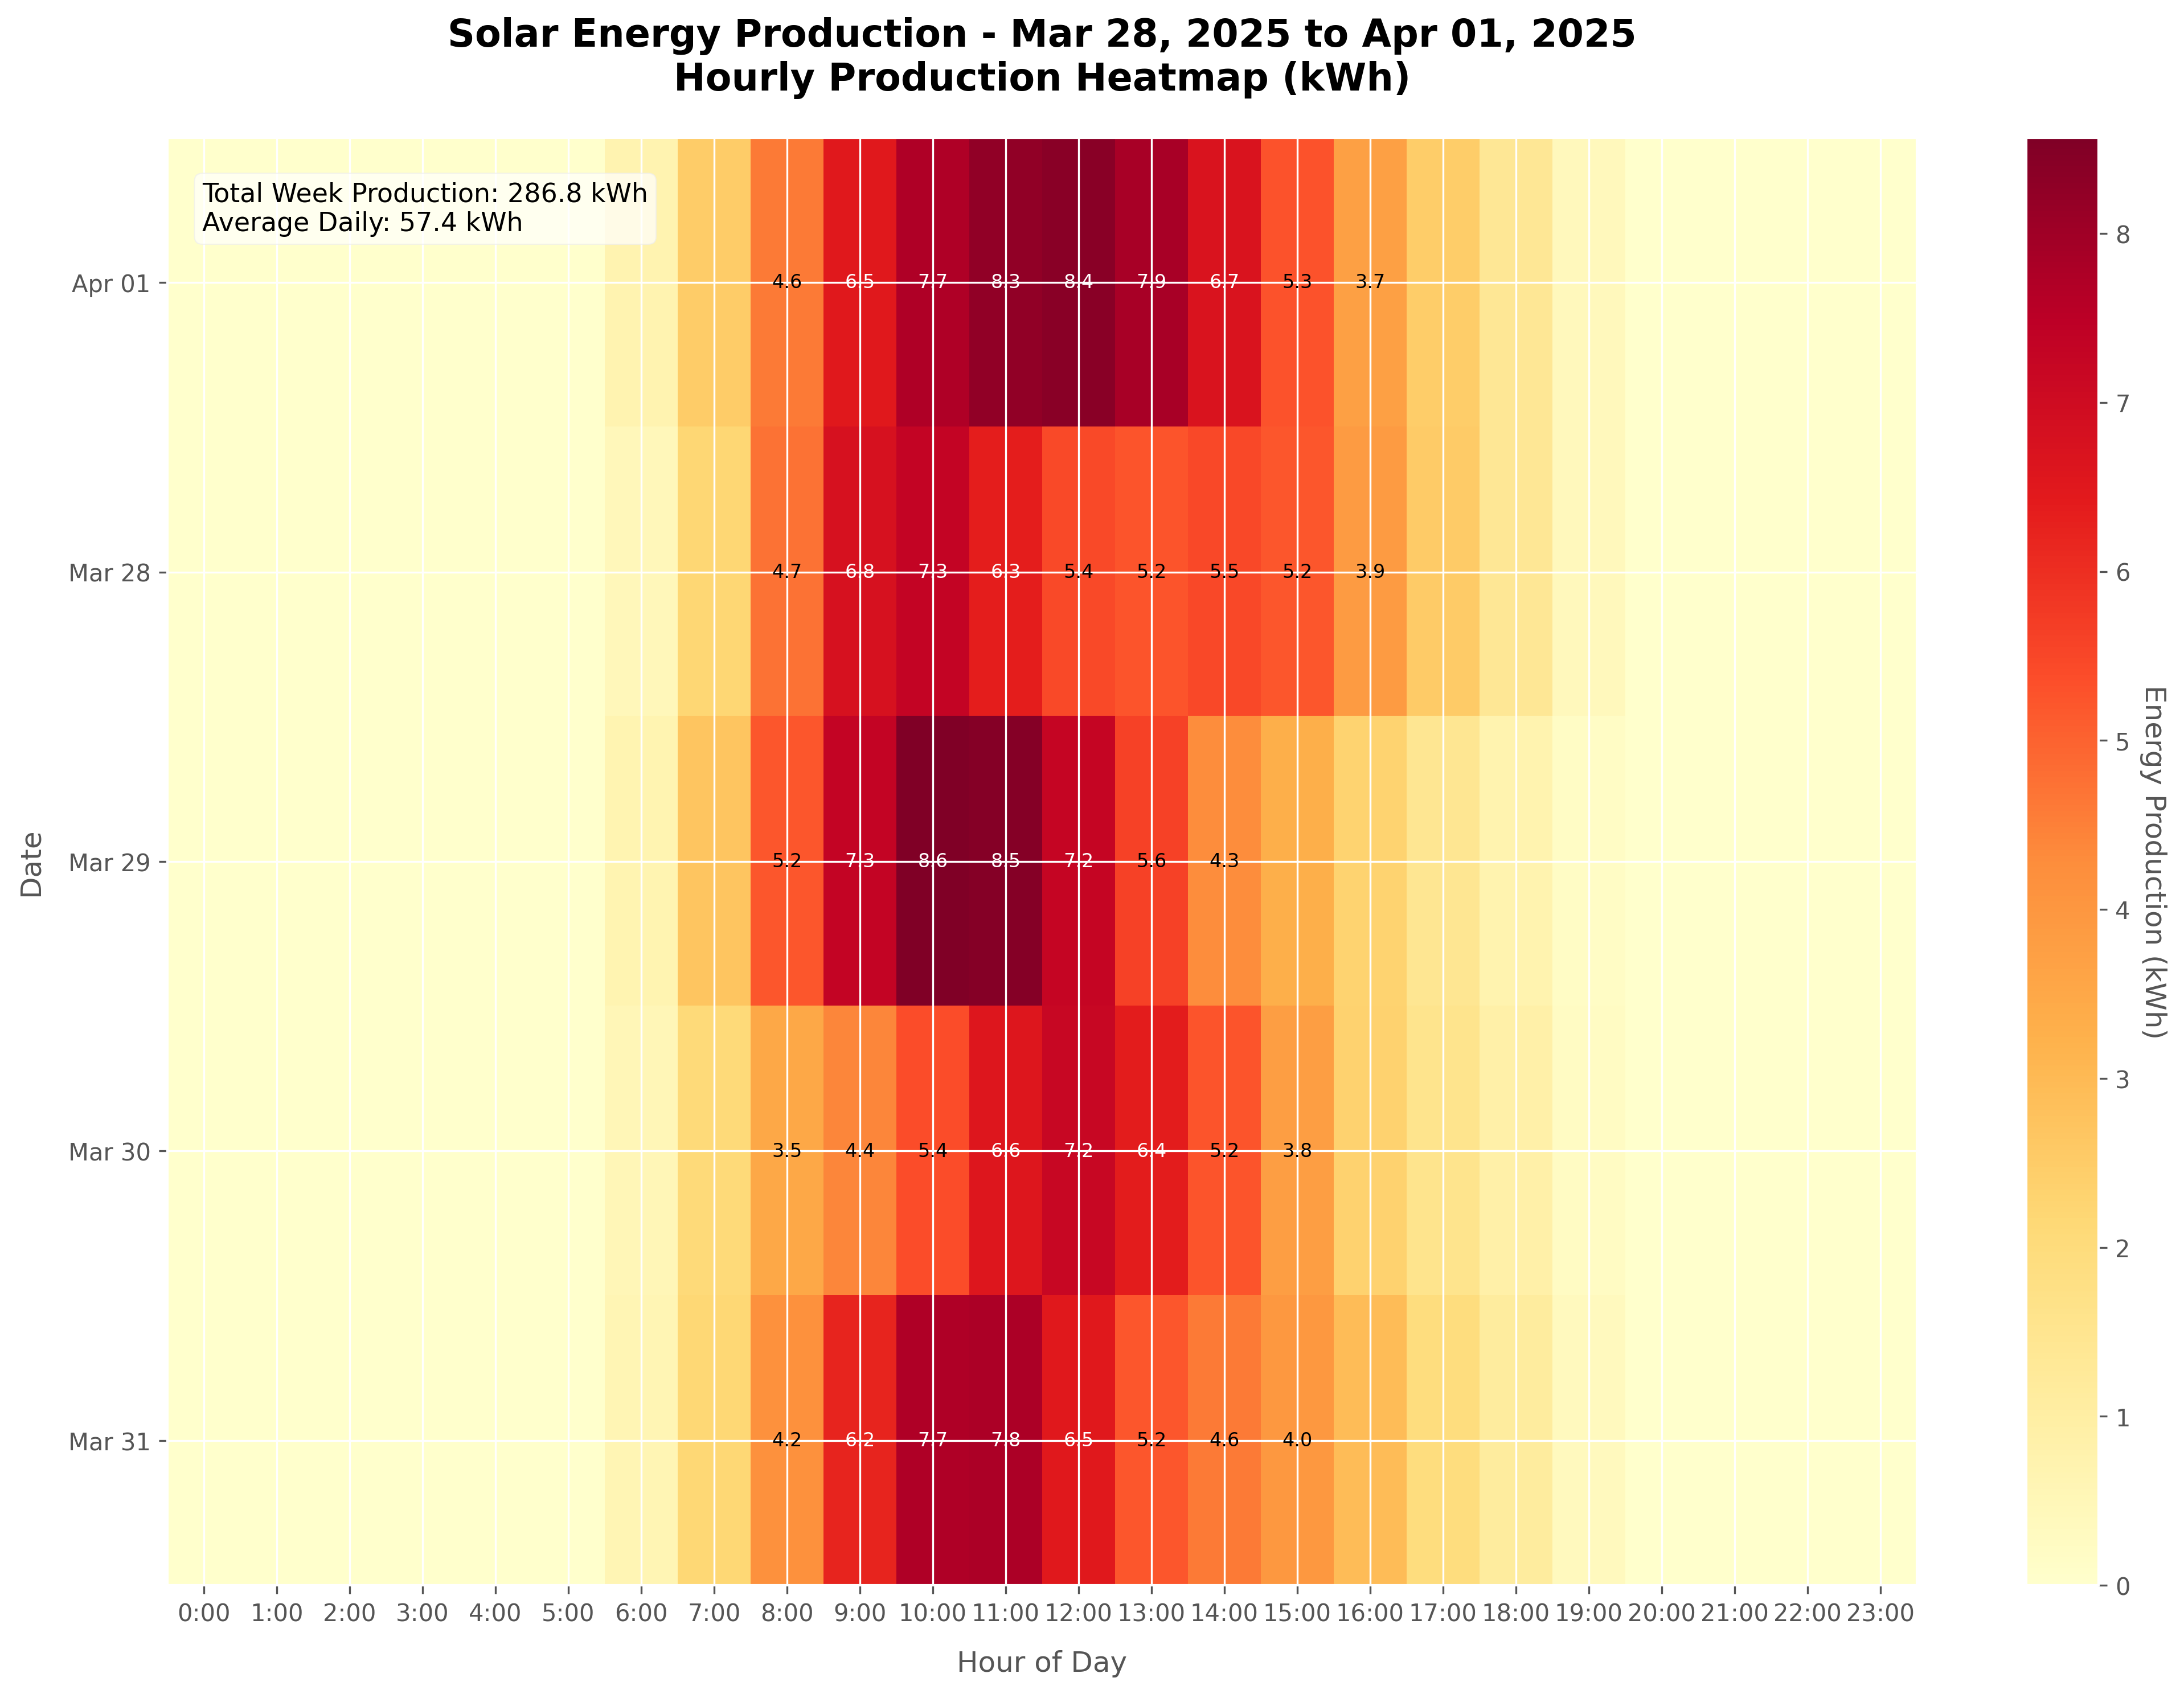 Solar Energy Production - Mar 28, 2025 to Apr 01, 2025
Hourly Production Heatmap (kWh)
Total Week Production: 286.8 kWh
Average Daily: 57.4 kWh
Apr 01
4.6 6.5 7.7 8.3 8.4 7.9 6.7 5.3 3.7
Mar 28
4.7 6.8 7.3 6.3 5.4 5.2 5.5 5.2 3.9
Mar 29
5.2 7.3 8.6 8.5 7.2 5.6 4.3
Mar 30
3.5 4.4 5.4 6.6 7.2 6.4 5.2 3.8
Mar 31
4.2 6.2 7.7 7.8 6.5 5.2 4.6 4.0
Date
0:00 1:00 2:00 3:00 4:00 5:00 6:00 7:00 8:00 9:00 10:00 11:00 12:00 13:00 14:00 15:00 16:00 17:00 18:00 19:00 20:00 21:00 22:00 23:00
Hour of Day
8
7
6
5
4
3
2
1
0
Energy Production (kWh)